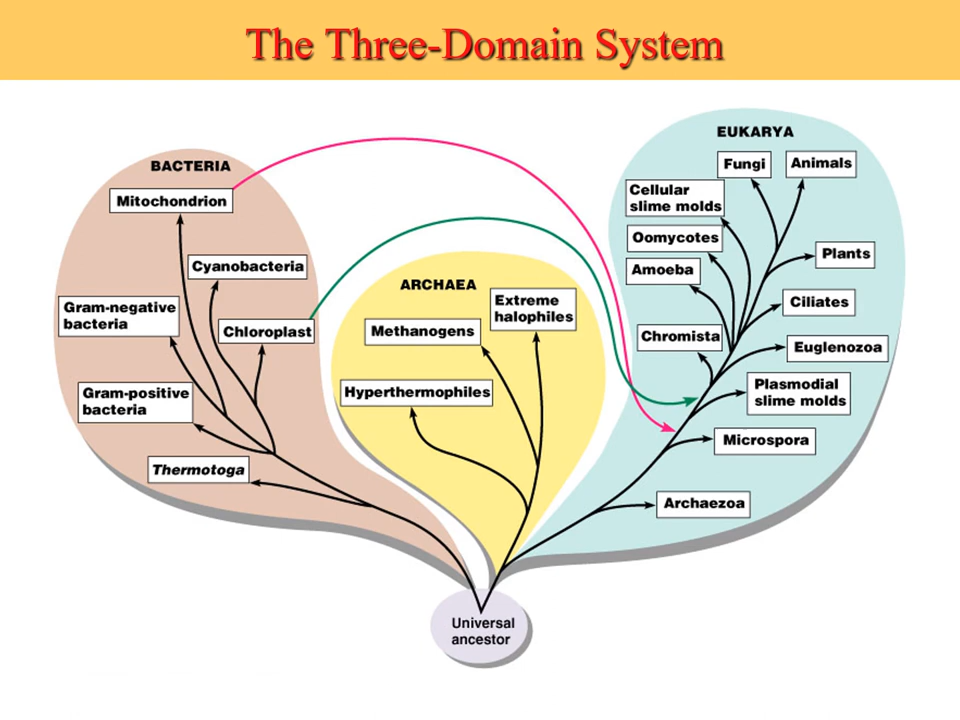 The Three-Domain System
BACTERIA
Mitochondrion
Cyanobacteria
Gram-negative
bacteria
Chloroplast
Gram-positive
bacteria
Thermotoga
ARCHAEA
Extreme
halophiles
Methanogens
Hyperthermophiles
EUKARYA
Fungi
Animals
Cellular
slime molds
Oomycotes
Plants
Amoeba
Ciliates
Chromista
Euglenozoa
Plasmodial
slime molds
Microspora
Archaezoa
Universal
ancestor